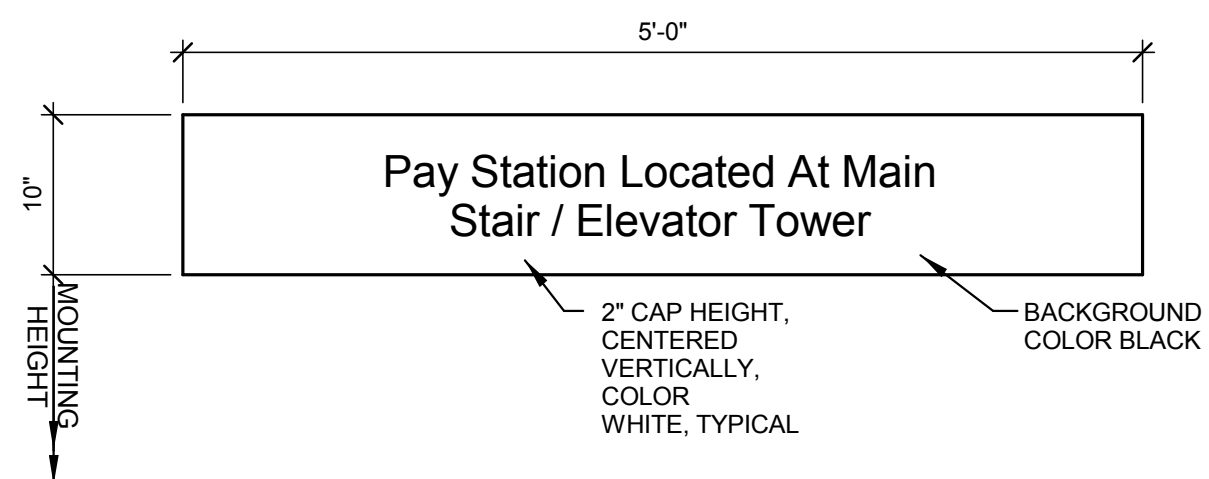 5'-0"
10"
Pay Station Located At Main
Stair / Elevator Tower
MOUNTING
HEIGHT
2" CAP HEIGHT,
CENTERED
VERTICALLY,
COLOR
WHITE, TYPICAL
BACKGROUND
COLOR BLACK